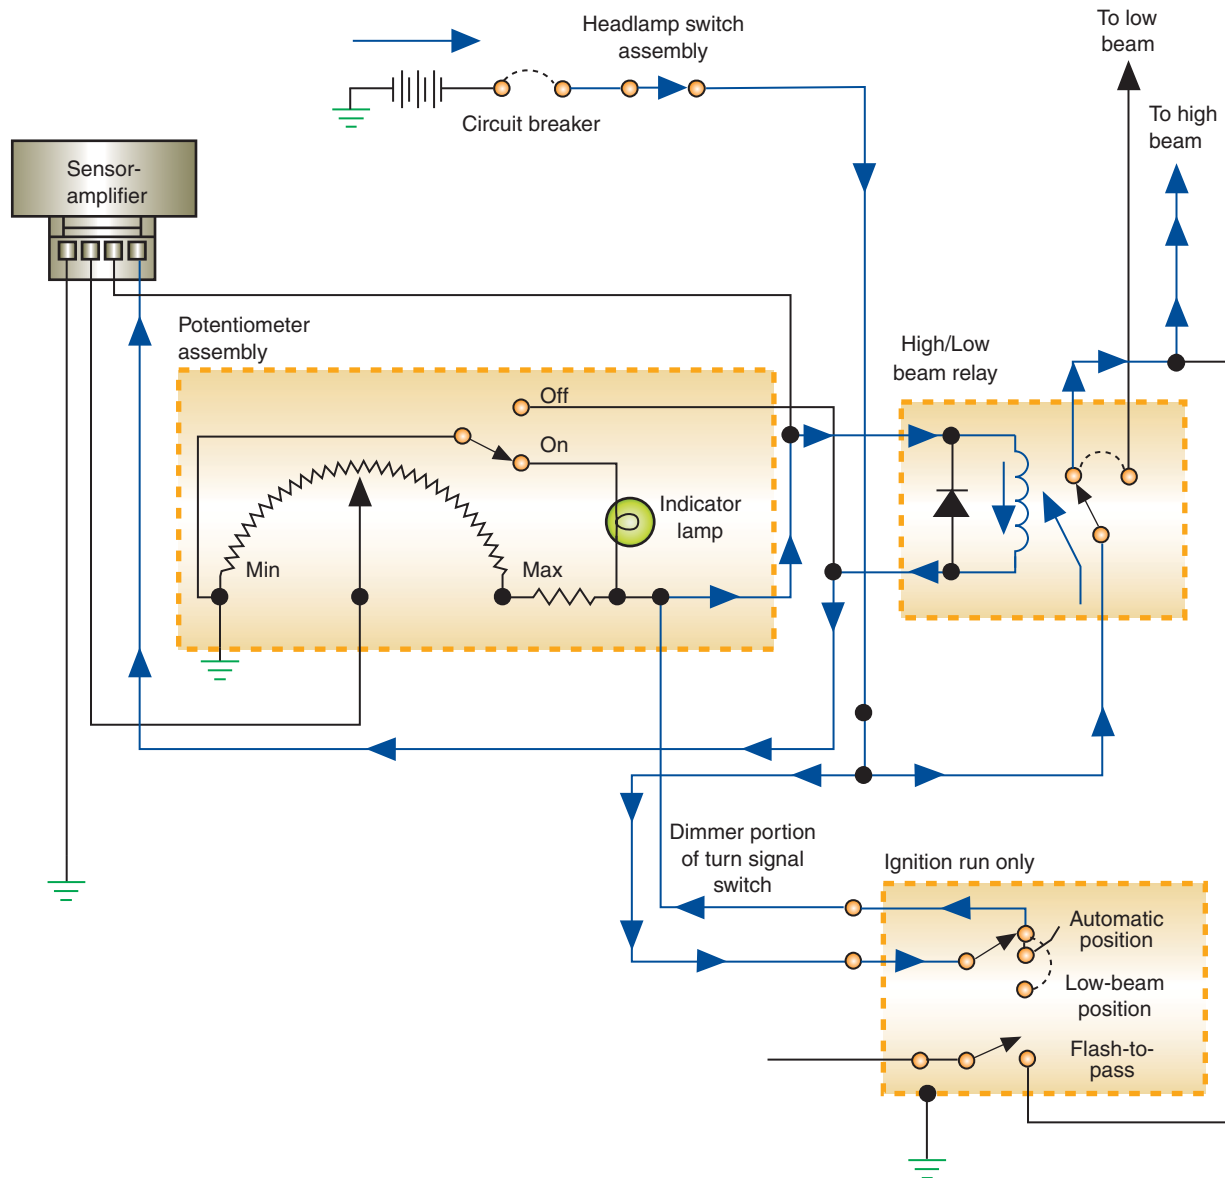 Headlamp switch
assembly
To low
beam
To high
beam
Circuit breaker
Sensor-
amplifier
Potentiometer
assembly
High/Low
beam relay
Off
On
Indicator
lamp
Min
Max
Dimmer portion
of turn signal
switch
Ignition run only
Automatic
position
Low-beam
position
Flash-to-
pass